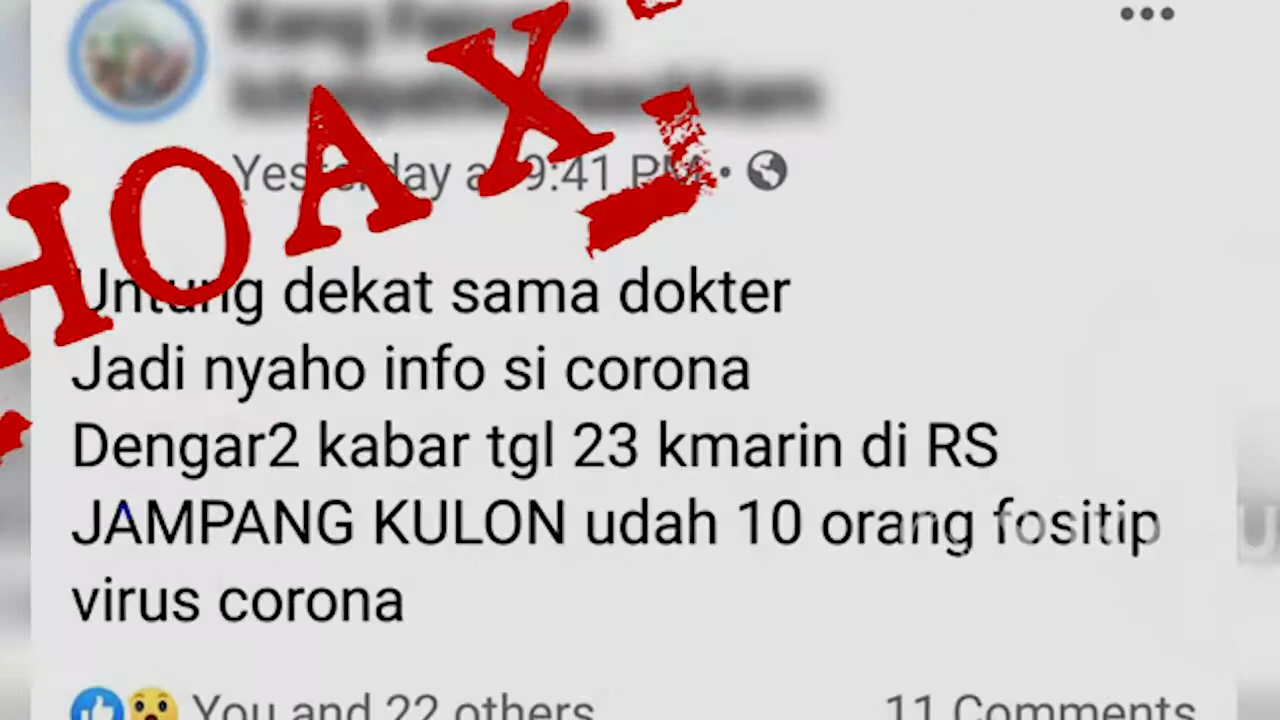 HOAX
Yesterday at 9:41 PM
Untung dekat sama dokter
Jadi nyaho info si corona
Dengar2 kabar tgl 23 kmarin di RS
JAMPANG KULON udah 10 orang fositip
virus corona
You and 22 others
11 Comments